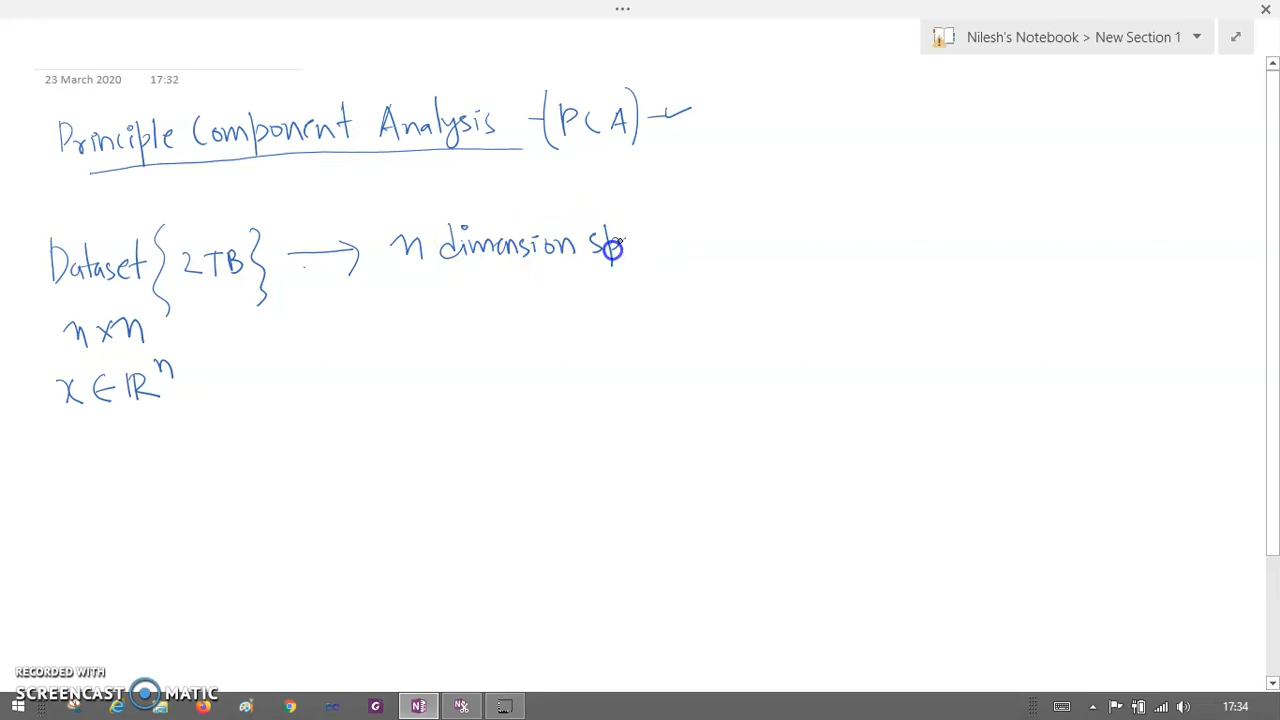 ...
Nilesh's Notebook > New Section 1
23 March 2020 17:32
Principle Component Analysis - (PCA)
Dataset { 2TB } → n dimension sp
n × n
x ∈ ℝⁿ
RECORDED WITH
SCREENCAST MATIC
17:34